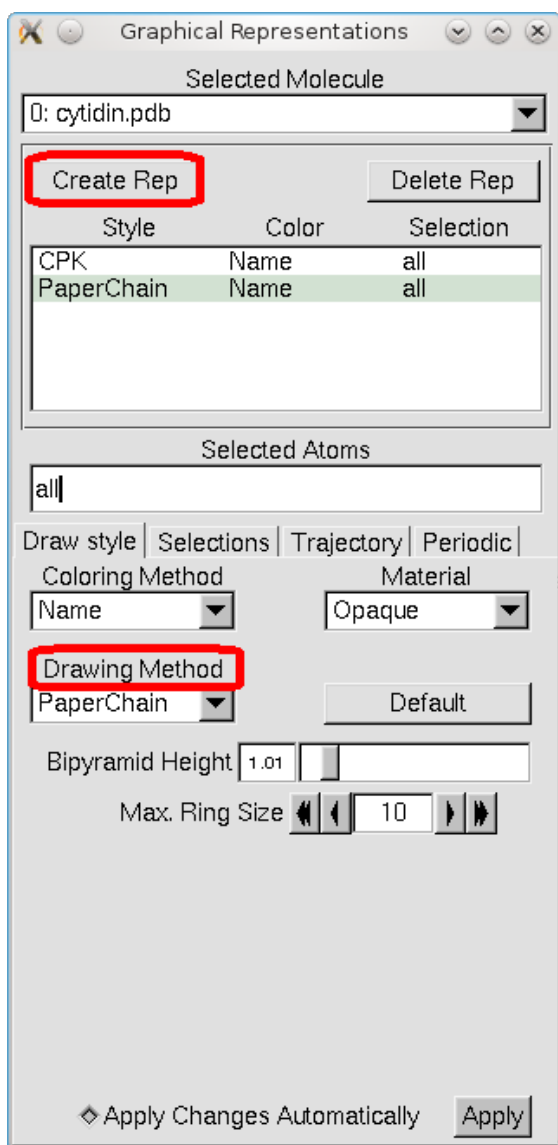 Graphical Representations
Selected Molecule
0: cytidin.pdb
Create Rep Delete Rep
Style Color Selection
CPK Name all
PaperChain Name all
Selected Atoms
all
Draw style Selections Trajectory Periodic
Coloring Method Material
Name Opaque
Drawing Method
PaperChain Default
Bipyramid Height 1.01
Max. Ring Size 10
Apply Changes Automatically Apply